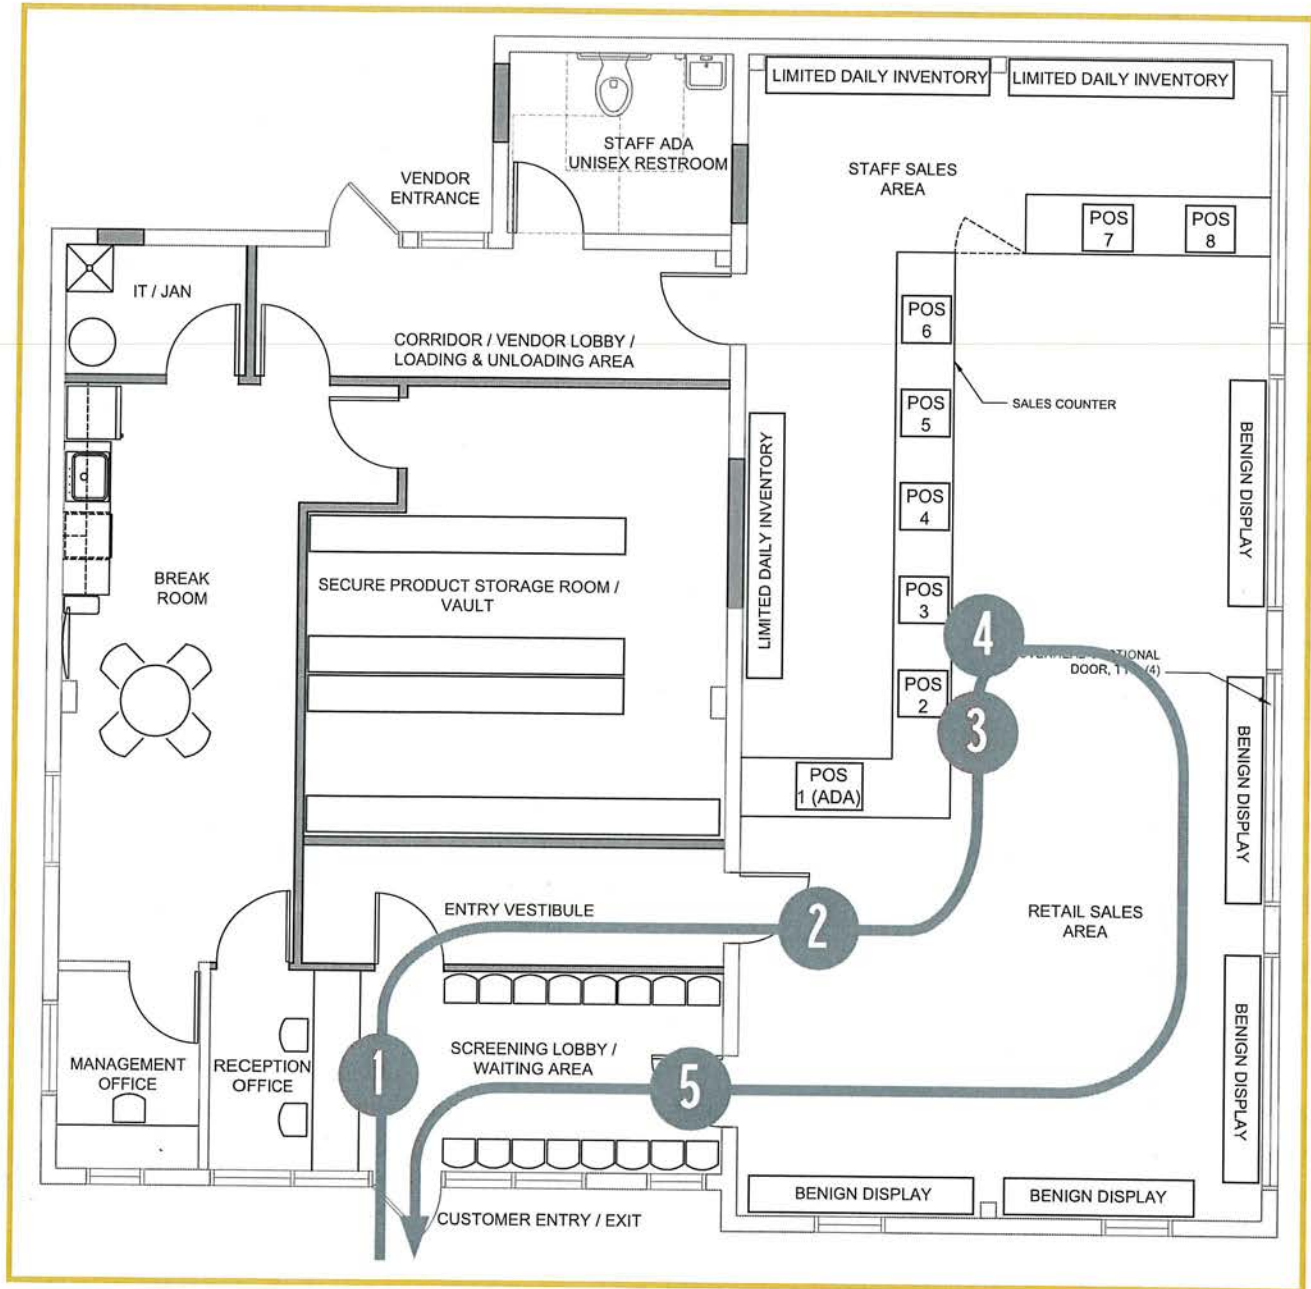 LIMITED DAILY INVENTORY
LIMITED DAILY INVENTORY
STAFF ADA
UNISEX RESTROOM
STAFF SALES
AREA
VENDOR
ENTRANCE
POS
7
POS
8
IT / JAN
CORRIDOR / VENDOR LOBBY /
LOADING & UNLOADING AREA
POS
6
SALES COUNTER
POS
5
BENIGN DISPLAY
LIMITED DAILY INVENTORY
POS
4
BREAK
ROOM
SECURE PRODUCT STORAGE ROOM /
VAULT
POS
3
4
DOOR,
POS
2
3
BENIGN DISPLAY
POS
1 (ADA)
ENTRY VESTIBULE
2
RETAIL SALES
AREA
BENIGN DISPLAY
MANAGEMENT
OFFICE
RECEPTION
OFFICE
1
SCREENING LOBBY /
WAITING AREA
5
BENIGN DISPLAY
BENIGN DISPLAY
CUSTOMER ENTRY / EXIT